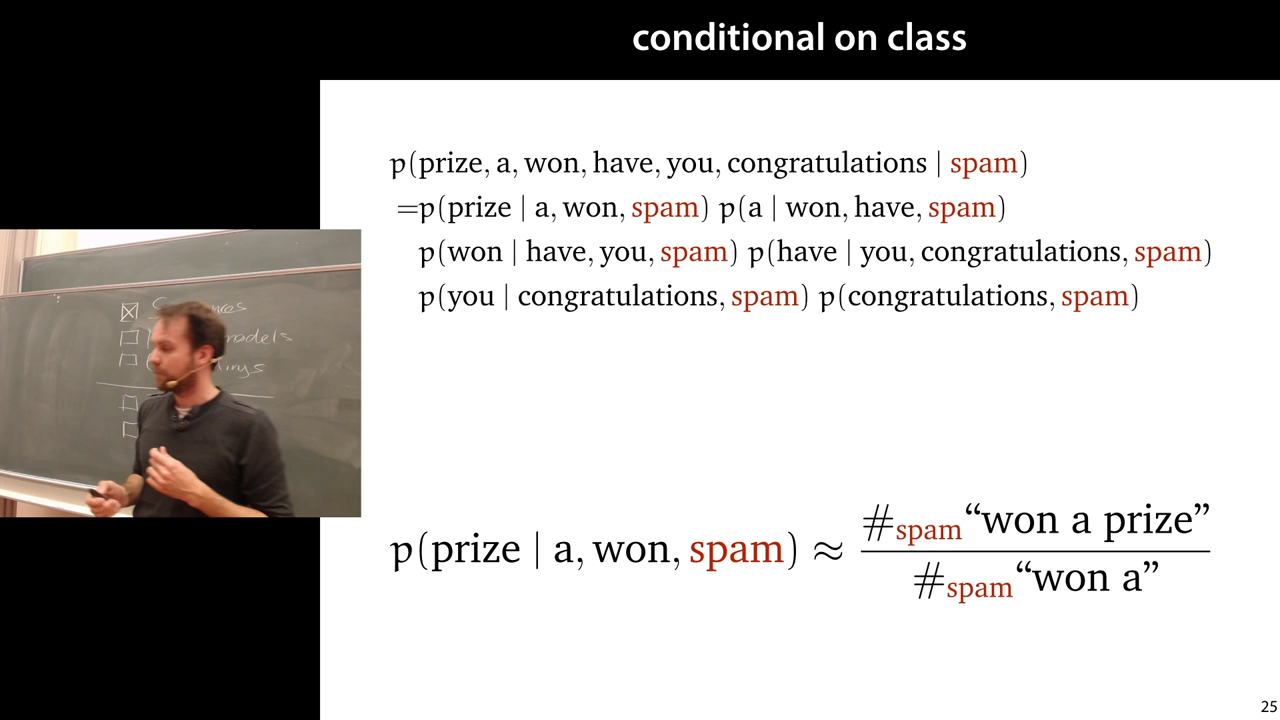 conditional on class
p(prize, a, won, have, you, congratulations | spam)
=p(prize | a, won, spam) p(a | won, have, spam)
p(won | have, you, spam) p(have | you, congratulations, spam)
p(you | congratulations, spam) p(congratulations, spam)
p(prize | a, won, spam) ≈ #spam“won a prize” / #spam“won a”
25